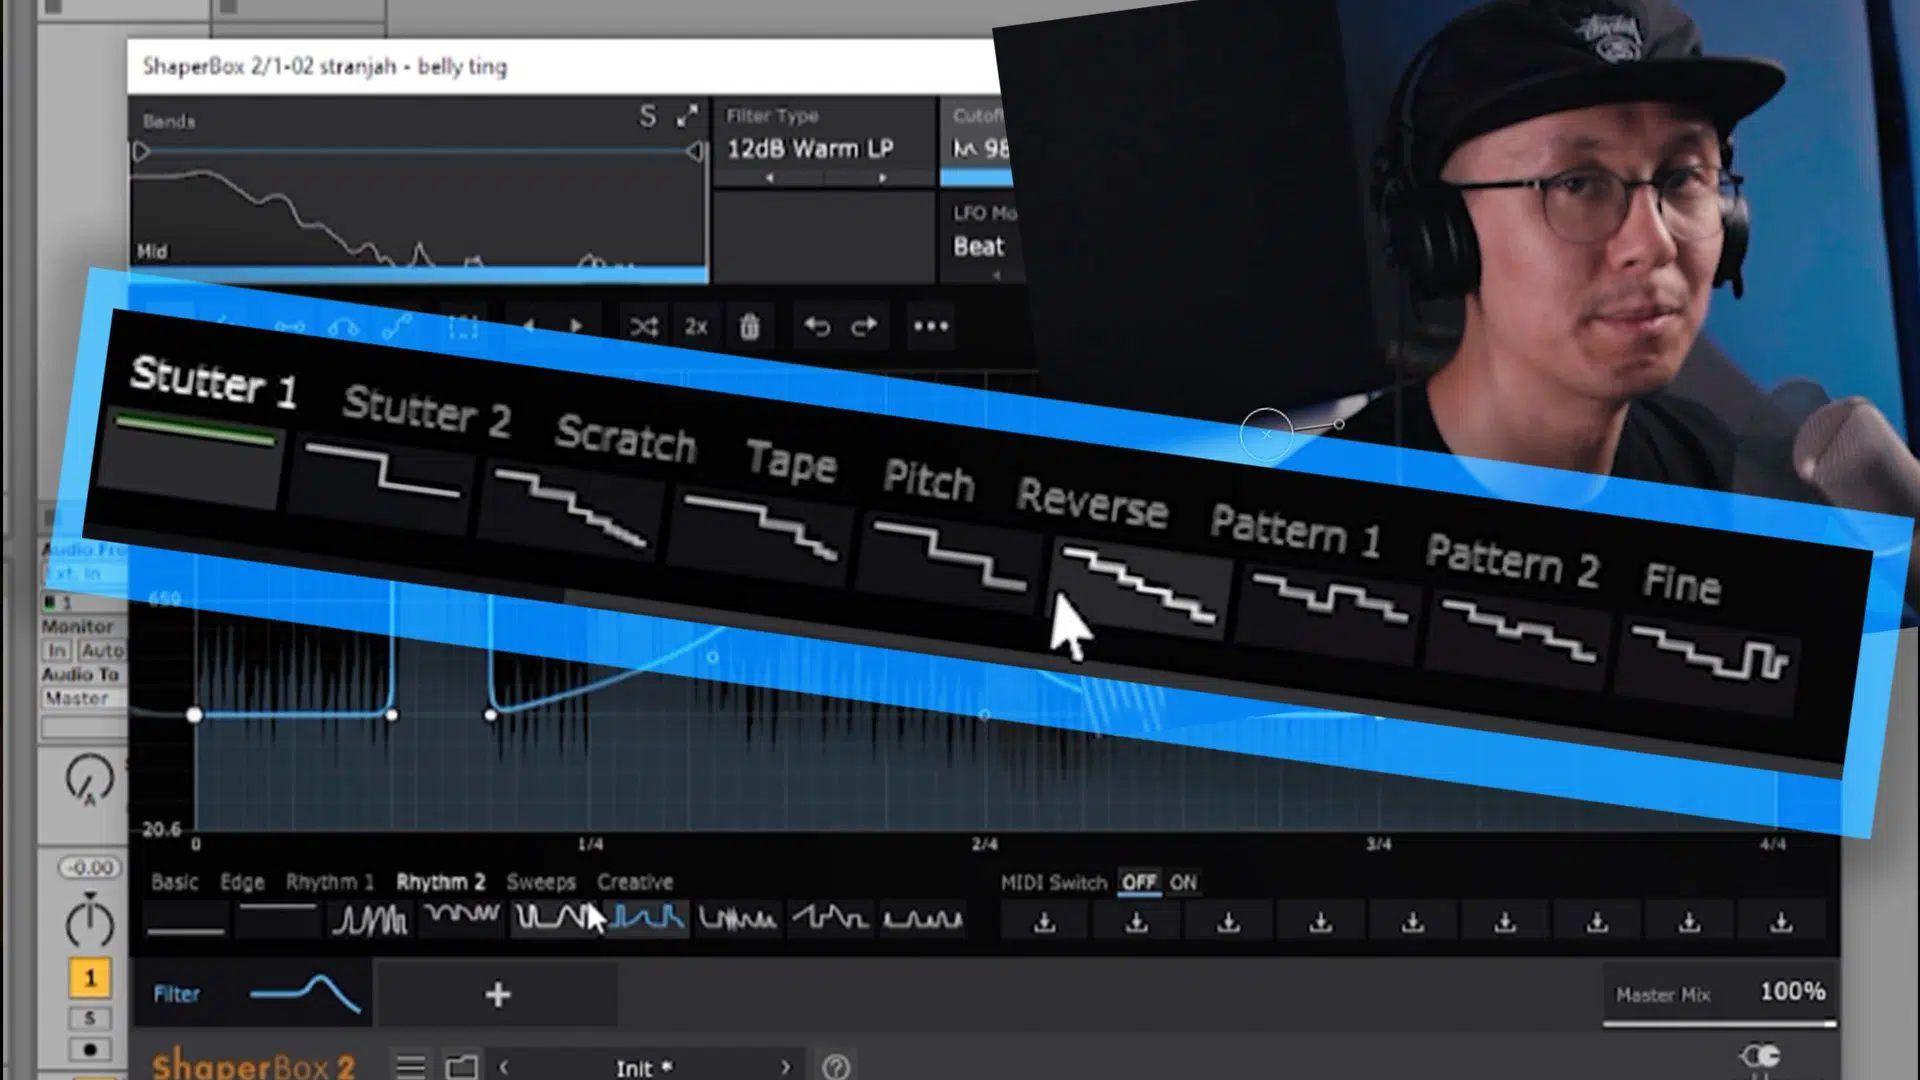 ShaperBox 2/1-02 stranjah - belly ting
Bands
S
Filter Type
12dB Warm LP
98
LFO Mo
Beat
Mid
2x
Stutter 1 Stutter 2 Scratch Tape Pitch Reverse Pattern 1 Pattern 2 Fine
Audio Fro
Ext. In
1
Monitor
In Auto
Audio To
Master
A
-0.00
1
S
659
20.6
0 1/4 2/4 3/4 4/4
Basic Edge Rhythm 1 Rhythm 2 Sweeps Creative
MIDI Switch OFF ON
Filter
+
Master Mix 100%
ShaperBox 2
Init *
?